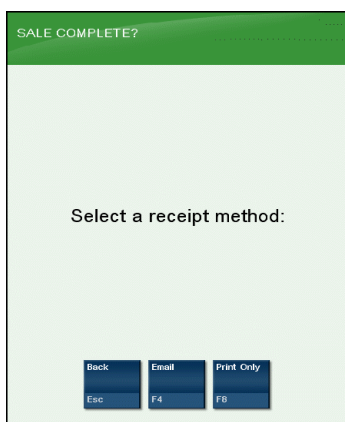 SALE COMPLETE?
Select a receipt method:
Back Email Print Only
Esc F4 F8